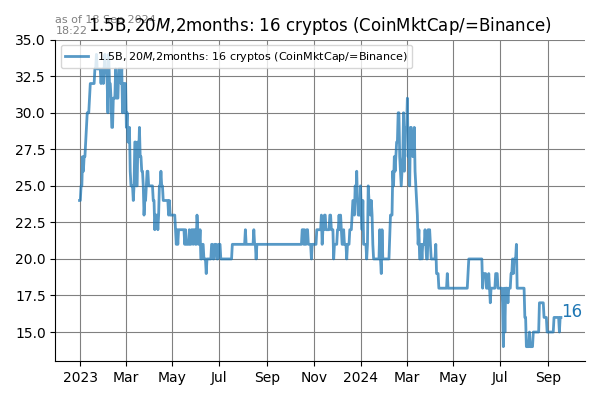 as of 13 Sep 2024
18:22
1.5B,20M,2months: 16 cryptos (CoinMktCap/=Binance)
1.5B,20M,2months: 16 cryptos (CoinMktCap/=Binance)
35.0
32.5
30.0
27.5
25.0
22.5
20.0
17.5
15.0
16
2023 Mar May Jul Sep Nov 2024 Mar May Jul Sep